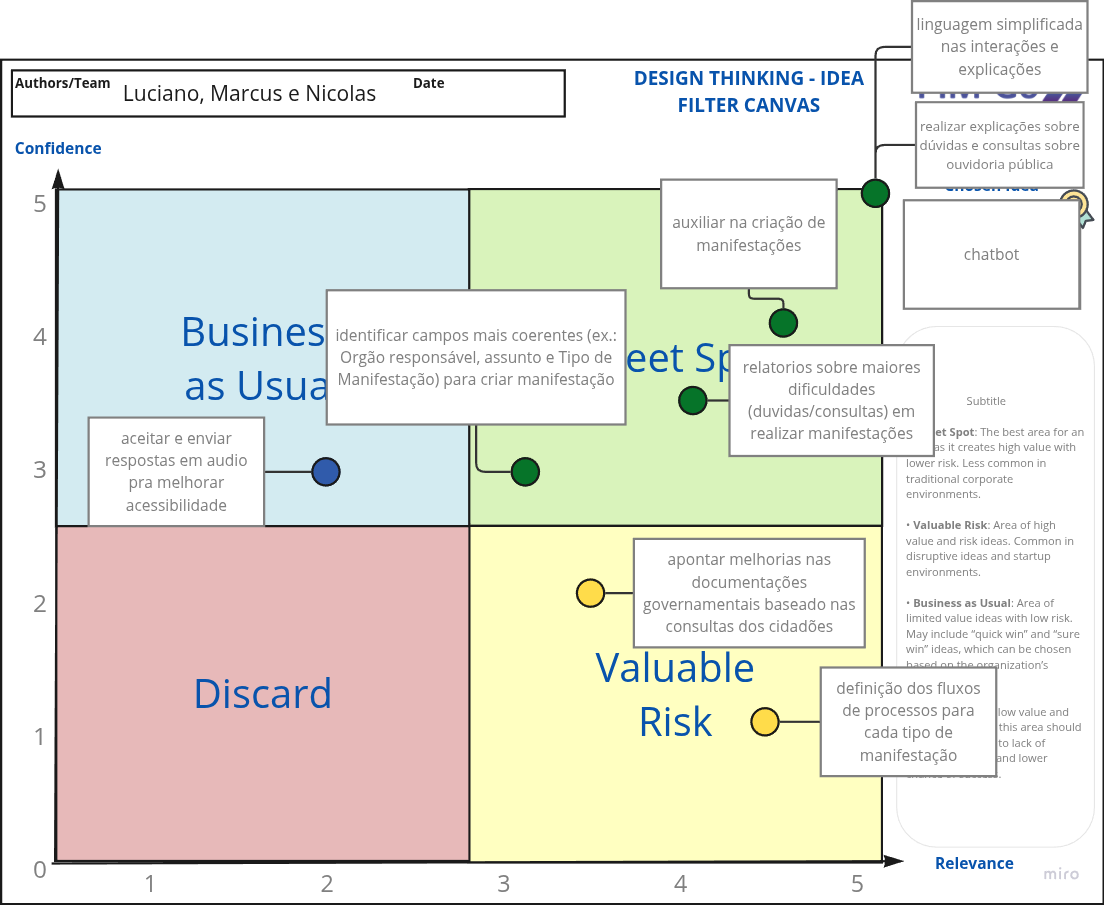 linguagem simplificada
nas interações e
explicações
Authors/Team
Luciano, Marcus e Nicolas
Date
DESIGN THINKING - IDEA
FILTER CANVAS
realizar explicações sobre
dúvidas e consultas sobre
ouvidoria pública
Confidence
chatbot
5
4
3
2
1
0
auxiliar na criação de
manifestações
as
identificar campos mais coerentes (ex.:
Orgão responsável, assunto e Tipo de
Manifestação) para criar manifestação
relatorios sobre maiores
dificuldades
(duvidas/consultas) em
realizar manifestações
aceitar e enviar
respostas em audio
pra melhorar
acessibilidade
Subtitle
Spot: The best area for an
as it creates high value with
lower risk. Less common in
traditional corporate
environments.
• Valuable Risk: Area of high
value and risk ideas. Common in
disruptive ideas and startup
environments.
• Business as Usual: Area of
limited value ideas with low risk.
May include “quick win” and “sure
win” ideas, which can be chosen
based on the organization’s
low value and
this area should
to lack of
and lower
apontar melhorias nas
documentações
governamentais baseado nas
consultas dos cidadões
Valuable
Risk
definição dos fluxos
de processos para
cada tipo de
manifestação
Discard
1
2
3
4
5
Relevance
miro